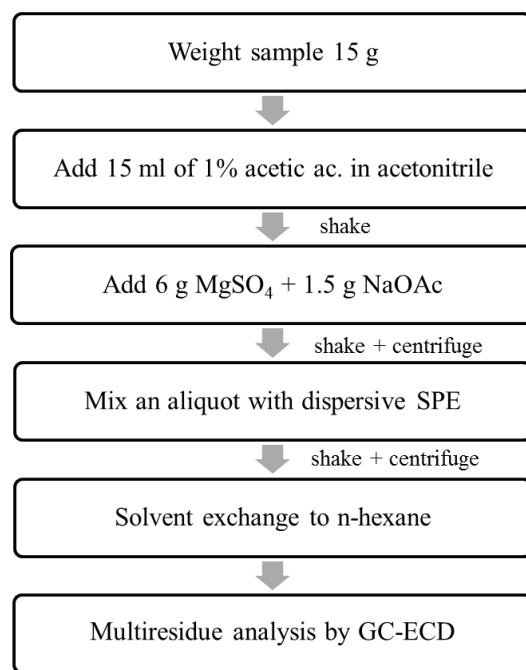 Weight sample 15 g
Add 15 ml of 1% acetic ac. in acetonitrile
shake
Add 6 g MgSO₄ + 1.5 g NaOAc
shake + centrifuge
Mix an aliquot with dispersive SPE
shake + centrifuge
Solvent exchange to n-hexane
Multiresidue analysis by GC-ECD